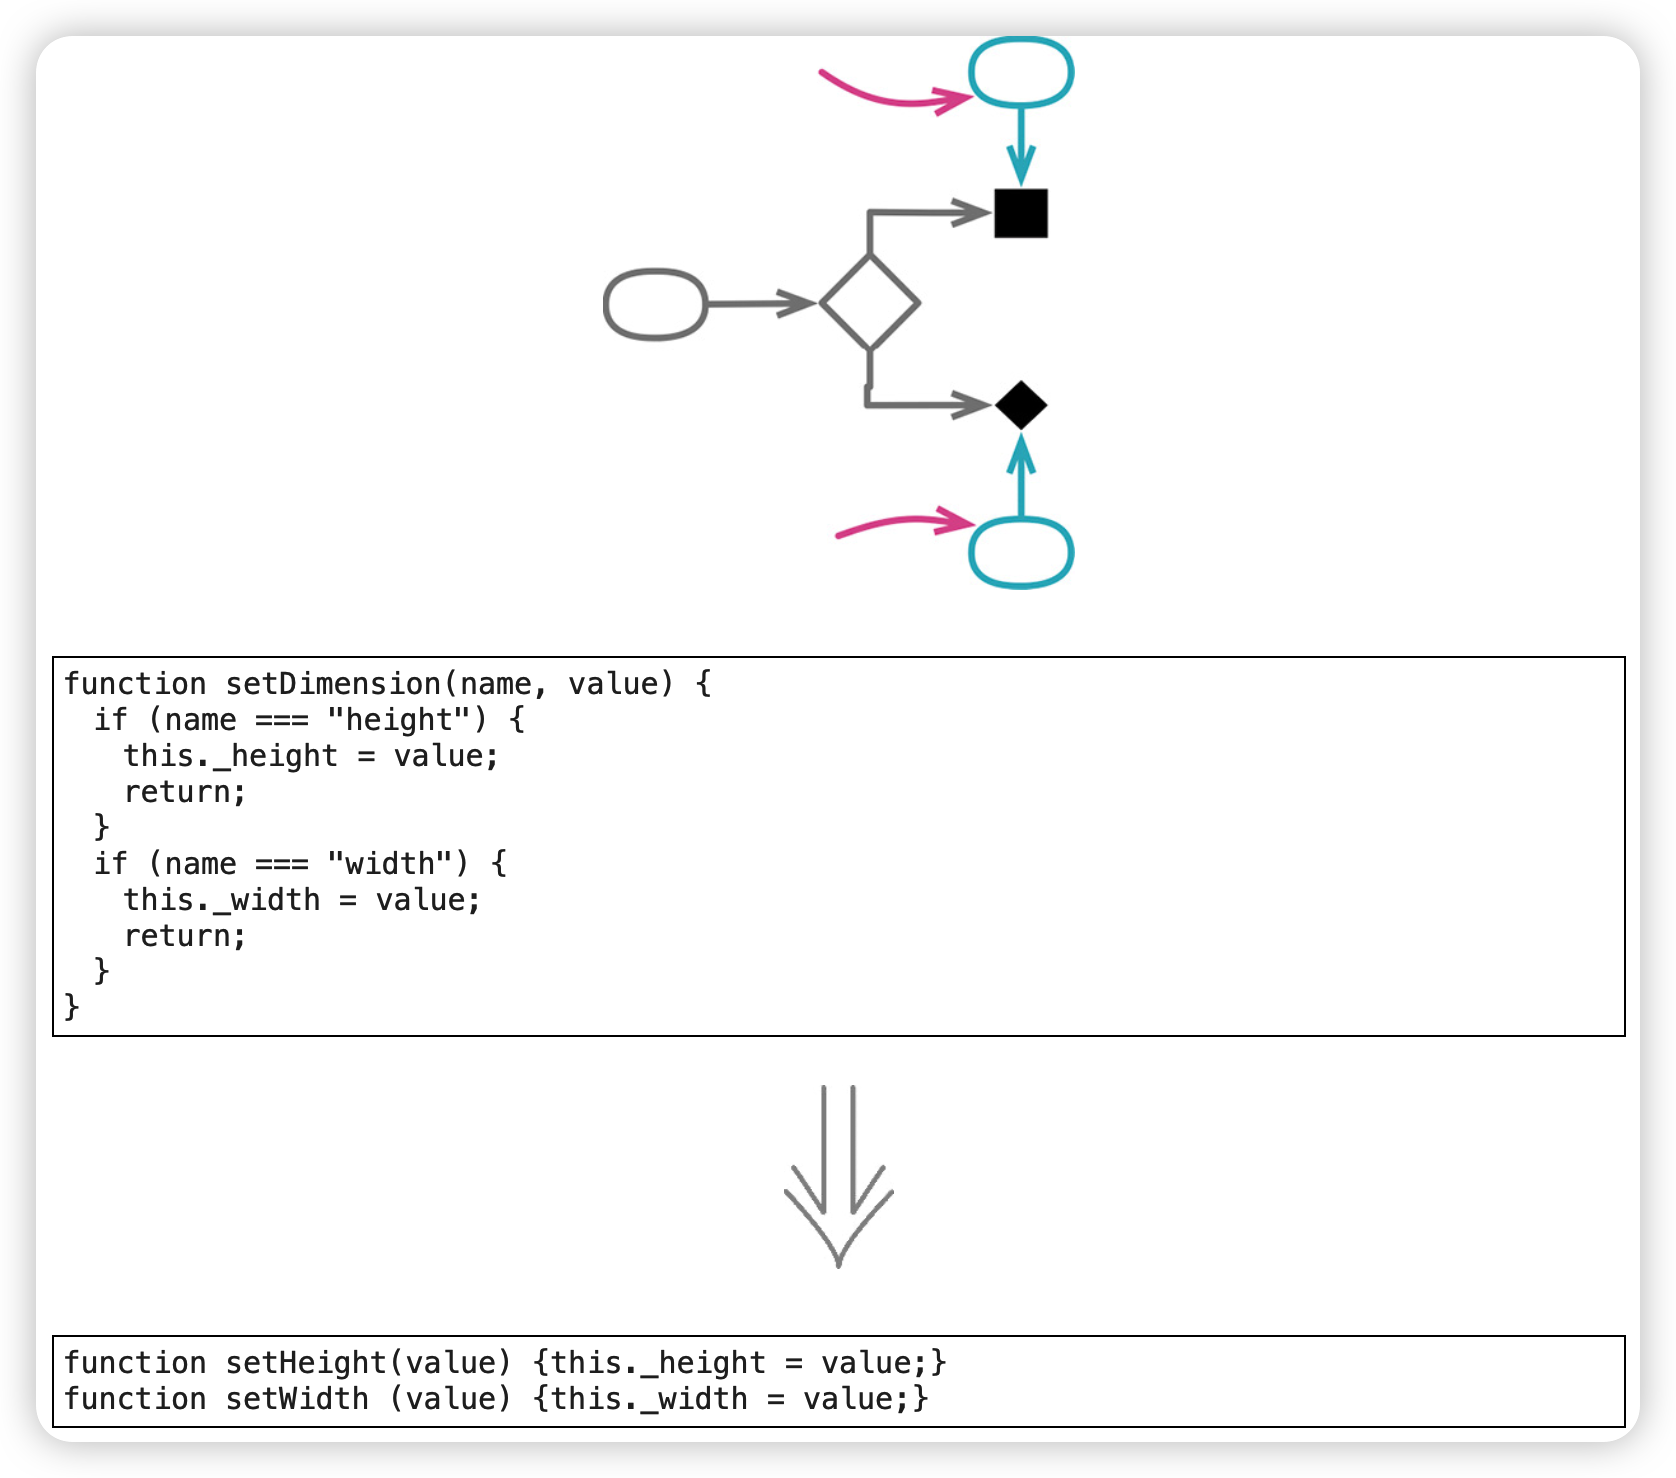 function setDimension(name, value) {
  if (name === "height") {
    this._height = value;
    return;
  }
  if (name === "width") {
    this._width = value;
    return;
  }
}
function setHeight(value) {this._height = value;}
function setWidth (value) {this._width = value;}